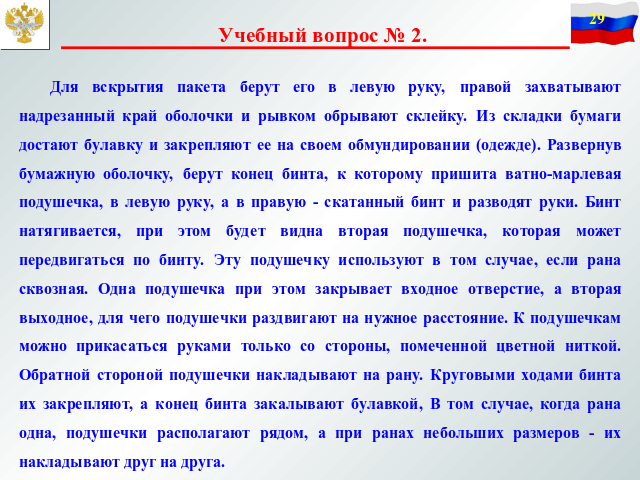 29
Учебный вопрос № 2.
Для вскрытия пакета берут его в левую руку, правой захватывают
надрезанный край оболочки и рывком обрывают склейку. Из складки бумаги
достают булавку и закрепляют ее на своем обмундировании (одежде). Развернув
бумажную оболочку, берут конец бинта, к которому пришита ватно-марлевая
подушечка, в левую руку, а в правую - скатанный бинт и разводят руки. Бинт
натягивается, при этом будет видна вторая подушечка, которая может
передвигаться по бинту. Эту подушечку используют в том случае, если рана
сквозная. Одна подушечка при этом закрывает входное отверстие, а вторая
выходное, для чего подушечки раздвигают на нужное расстояние. К подушечкам
можно прикасаться руками только со стороны, помеченной цветной ниткой.
Обратной стороной подушечки накладывают на рану. Круговыми ходами бинта
их закрепляют, а конец бинта закалывают булавкой, В том случае, когда рана
одна, подушечки располагают рядом, а при ранах небольших размеров - их
накладывают друг на друга.